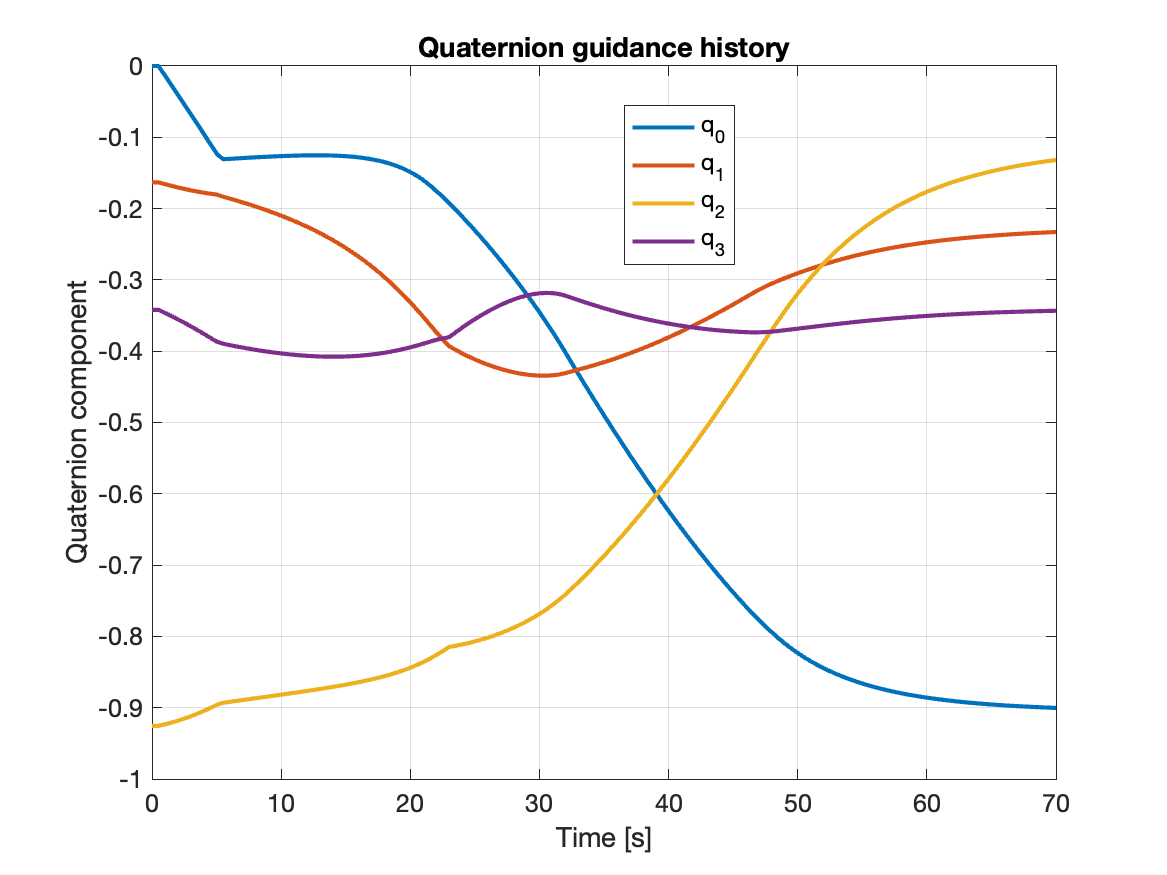 Quaternion guidance history
0
-0.1
-0.2
-0.3
-0.4
-0.5
-0.6
-0.7
-0.8
-0.9
-1
Quaternion component
q0
q1
q2
q3
0 10 20 30 40 50 60 70
Time [s]